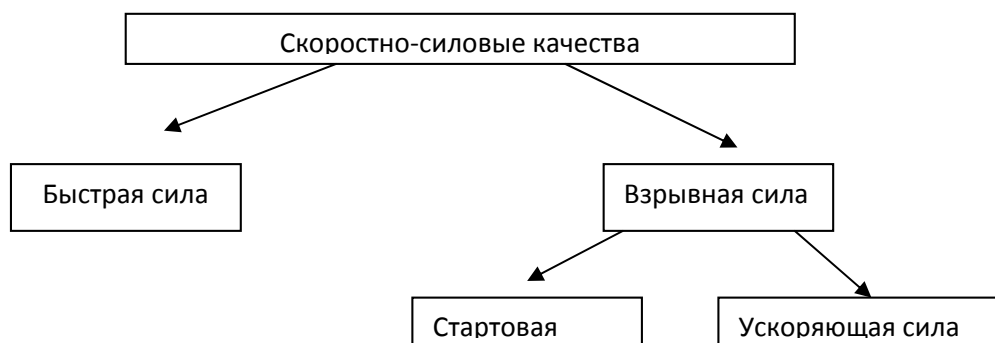 Скоростно-силовые качества
Быстрая сила
Взрывная сила
Стартовая
Ускоряющая сила